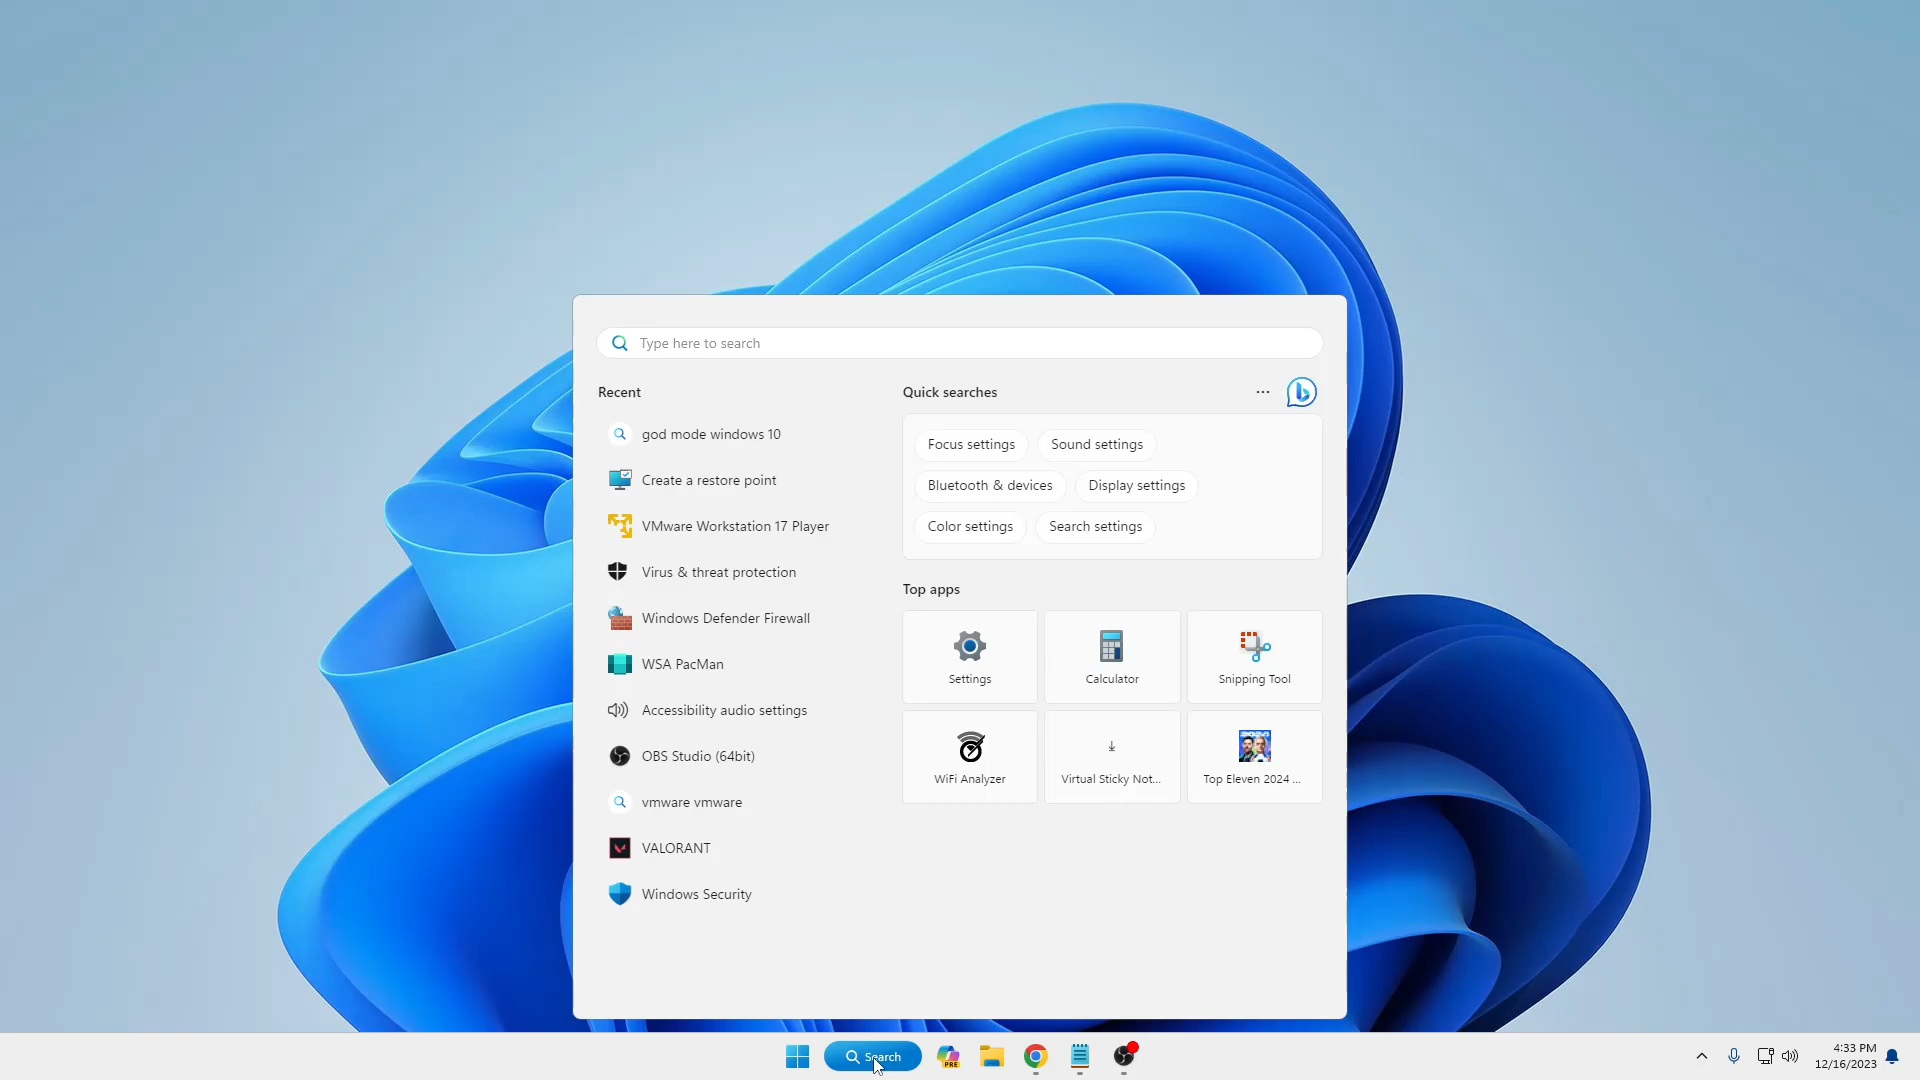 Type here to search
Recent
god mode windows 10
Create a restore point
VMware Workstation 17 Player
Virus & threat protection
Windows Defender Firewall
WSA PacMan
Accessibility audio settings
OBS Studio (64bit)
vmware vmware
VALORANT
Windows Security
Quick searches
Focus settings
Sound settings
Bluetooth & devices
Display settings
Color settings
Search settings
Top apps
Settings
Calculator
Snipping Tool
WiFi Analyzer
Virtual Sticky Not...
Top Eleven 2024 ...
Search
PRE
4:33 PM
12/16/2023